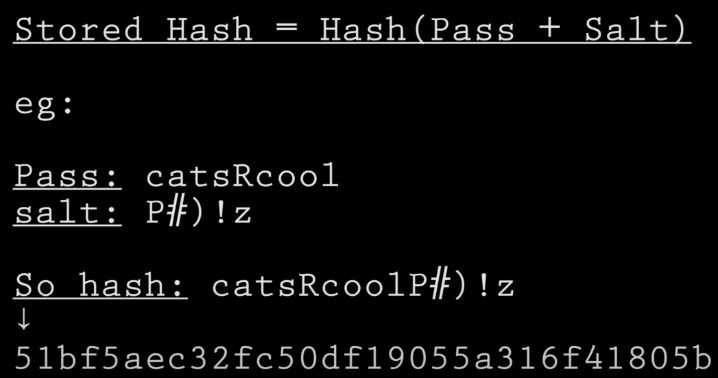 Stored Hash = Hash(Pass + Salt)
eg:
Pass: catsRcool
salt: P#)!z
So hash: catsRcoolP#)!z
↓
51bf5aec32fc50df19055a316f41805b